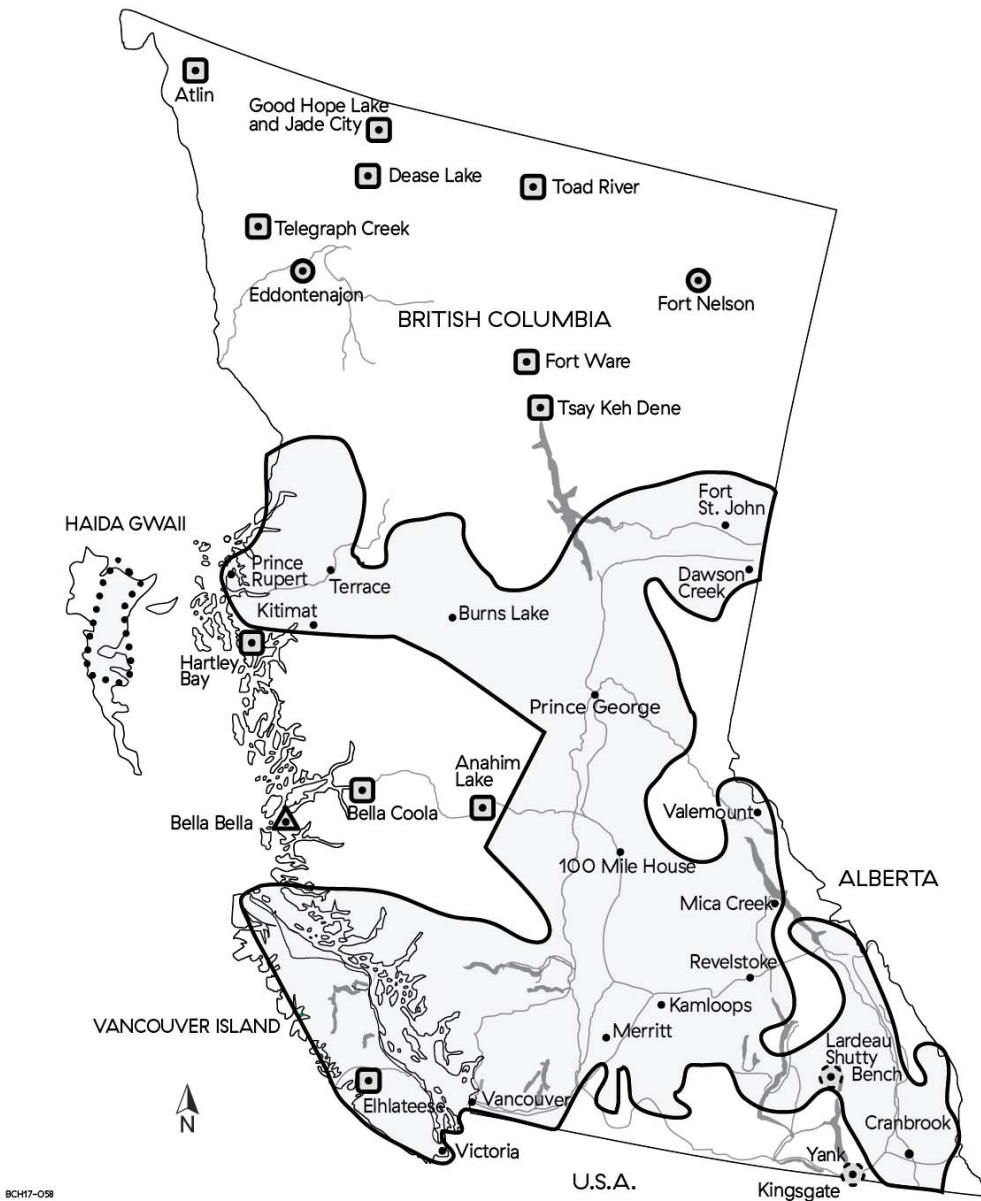 Atlin
Good Hope Lake
and Jade City
Dease Lake
Toad River
Telegraph Creek
Eddontenajon
Fort Nelson
BRITISH COLUMBIA
Fort Ware
Tsay Keh Dene
Fort
St. John
HAIDA GWAII
Prince
Rupert
Terrace
Dawson
Creek
Kitimat
Burns Lake
Hartley
Bay
Prince George
Anahim
Lake
Bella Coola
Bella Bella
Valemount
100 Mile House
ALBERTA
Mica Creek
Revelstoke
Kamloops
VANCOUVER ISLAND
Merritt
Lardeau
Shutty
Bench
Elhlateese
Vancouver
Cranbrook
Victoria
Yank
N
U.S.A.
Kingsgate
BCH17-058